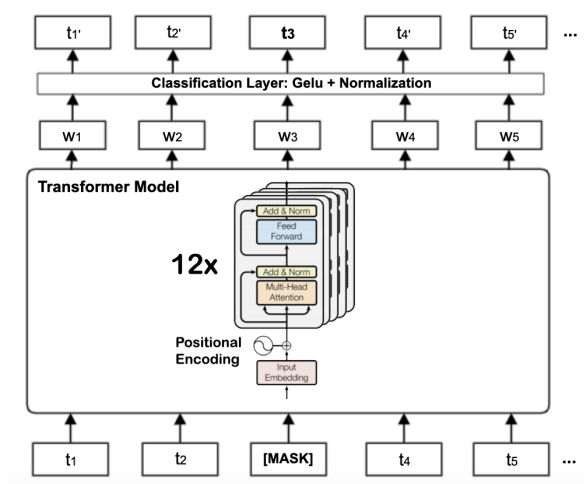 t1' t2' t3 t4' t5' ...
Classification Layer: Gelu + Normalization
w1 w2 w3 w4 w5
Transformer Model
Add & Norm
Feed
Forward
12x
Add & Norm
Multi-Head
Attention
Positional
Encoding
Input
Embedding
t1 t2 [MASK] t4 t5 ...